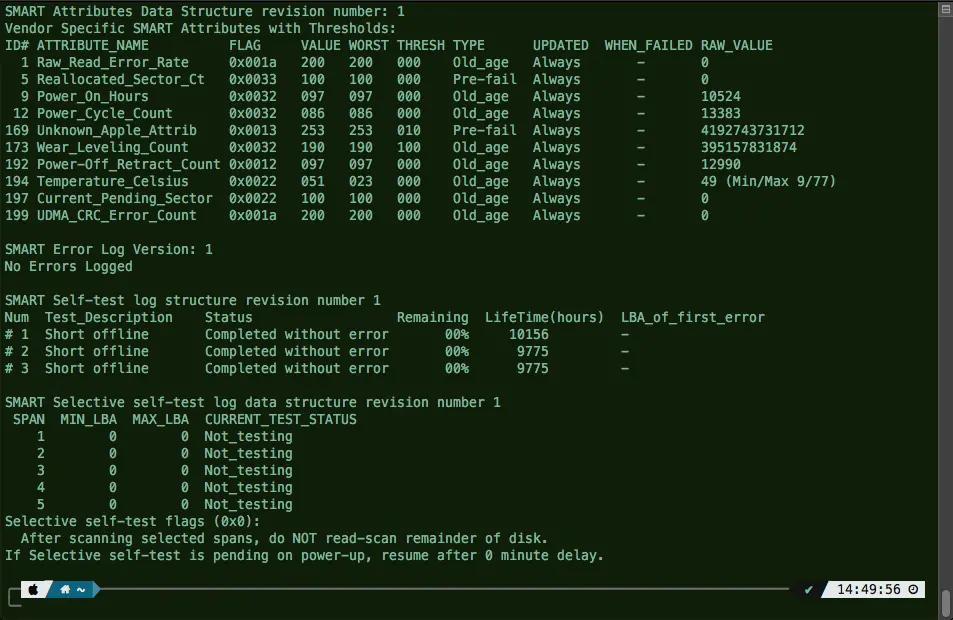 SMART Attributes Data Structure revision number: 1
Vendor Specific SMART Attributes with Thresholds:
ID# ATTRIBUTE_NAME          FLAG     VALUE WORST THRESH TYPE      UPDATED  WHEN_FAILED RAW_VALUE
  1 Raw_Read_Error_Rate     0x001a   200   200   000    Old_age   Always       -       0
  5 Reallocated_Sector_Ct   0x0033   100   100   000    Pre-fail  Always       -       0
  9 Power_On_Hours          0x0032   097   097   000    Old_age   Always       -       10524
 12 Power_Cycle_Count       0x0032   086   086   000    Old_age   Always       -       13383
169 Unknown_Apple_Attrib    0x0013   253   253   010    Pre-fail  Always       -       4192743731712
173 Wear_Leveling_Count     0x0032   190   190   100    Old_age   Always       -       395157831874
192 Power-Off_Retract_Count 0x0012   097   097   000    Old_age   Always       -       12990
194 Temperature_Celsius     0x0022   051   023   000    Old_age   Always       -       49 (Min/Max 9/77)
197 Current_Pending_Sector  0x0022   100   100   000    Old_age   Always       -       0
199 UDMA_CRC_Error_Count    0x001a   200   200   000    Old_age   Always       -       0

SMART Error Log Version: 1
No Errors Logged

SMART Self-test log structure revision number 1
Num  Test_Description    Status                  Remaining  LifeTime(hours)  LBA_of_first_error
# 1  Short offline       Completed without error       00%     10156         -
# 2  Short offline       Completed without error       00%      9775         -
# 3  Short offline       Completed without error       00%      9775         -

SMART Selective self-test log data structure revision number 1
 SPAN  MIN_LBA  MAX_LBA  CURRENT_TEST_STATUS
    1        0        0  Not_testing
    2        0        0  Not_testing
    3        0        0  Not_testing
    4        0        0  Not_testing
    5        0        0  Not_testing
Selective self-test flags (0x0):
  After scanning selected spans, do NOT read-scan remainder of disk.
If Selective self-test is pending on power-up, resume after 0 minute delay.

~ ✔ 14:49:56